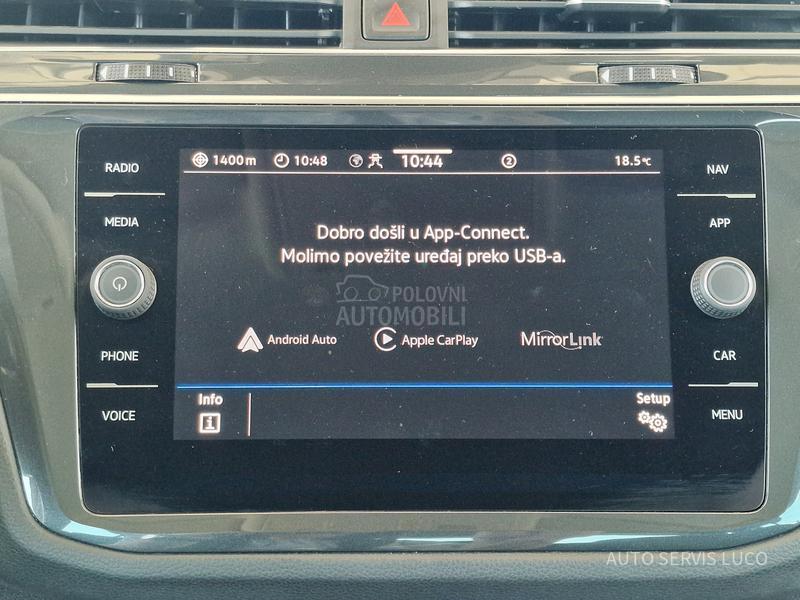 1400m 10:48 10:44 2 18.5°C
RADIO
NAV
MEDIA
APP
Dobro došli u App-Connect.
Molimo povežite uređaj preko USB-a.
POLOVNI
AUTOMOBILI
Android Auto Apple CarPlay MirrorLink
PHONE
CAR
Info
Setup
VOICE
MENU
AUTO SERVIS LUCO